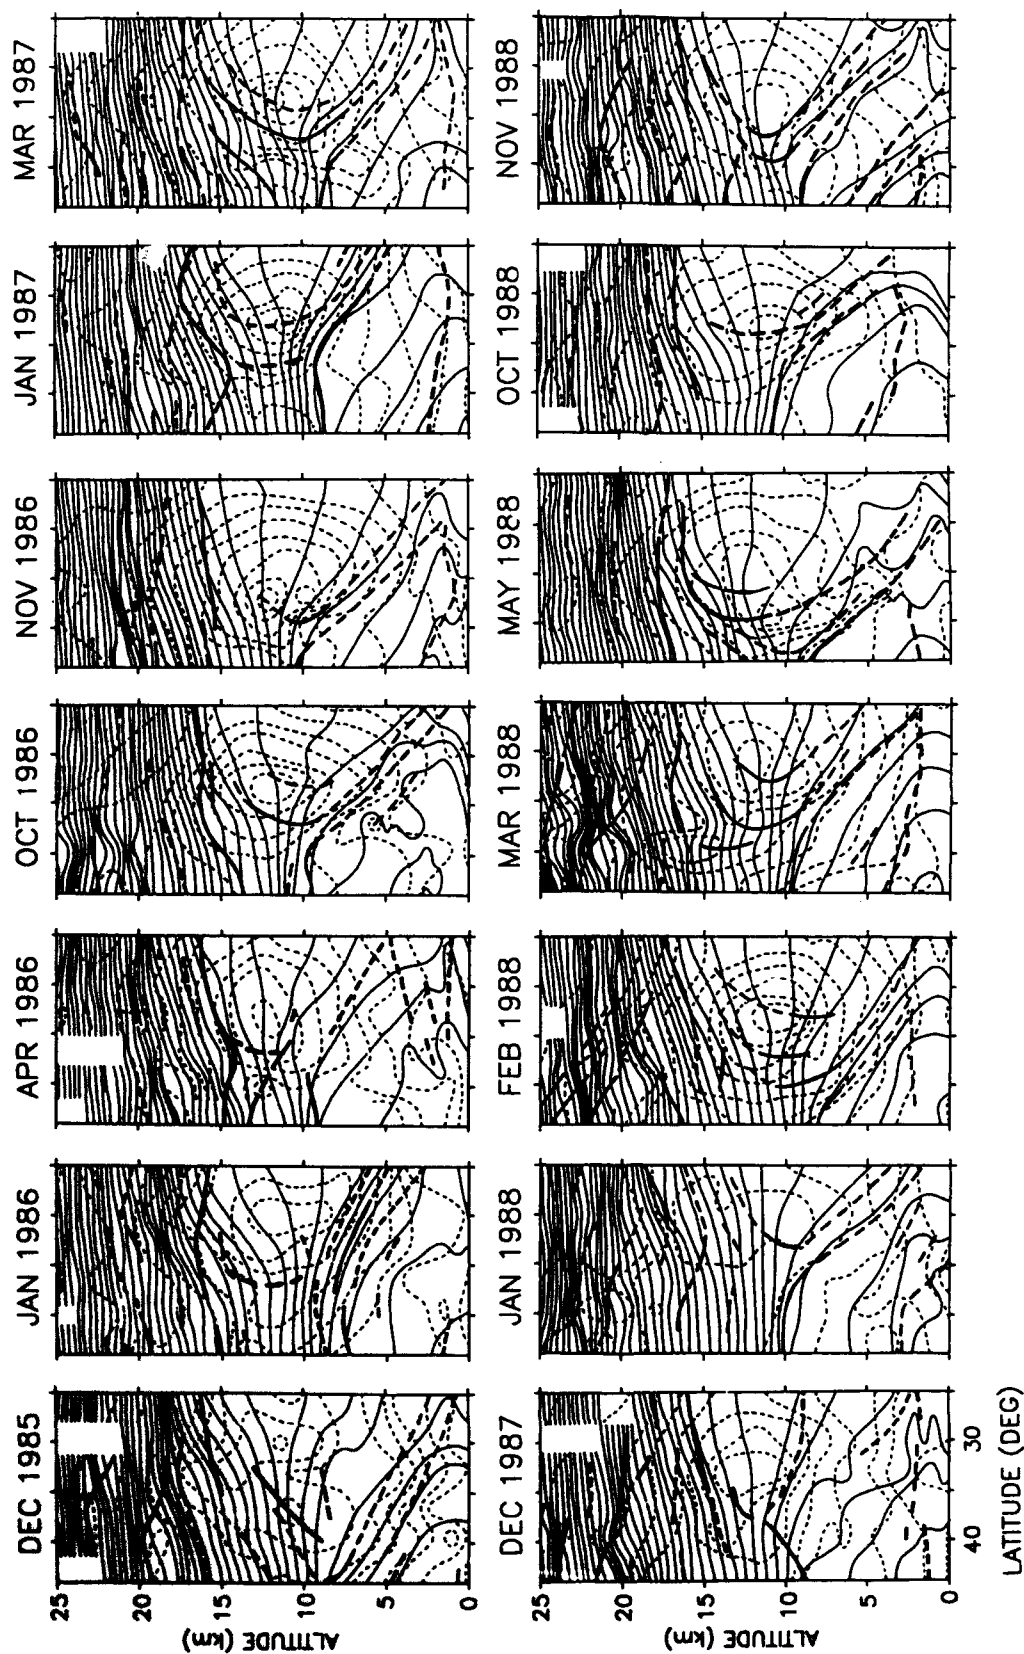 DEC 1985 JAN 1986 APR 1986 OCT 1986 NOV 1986 JAN 1987 MAR 1987
25
20
15
10
5
0
ALTITUDE (km)
DEC 1987 JAN 1988 FEB 1988 MAR 1988 MAY 1988 OCT 1988 NOV 1988
25
20
15
10
5
0
ALTITUDE (km)
40 30
LATITUDE (DEG)